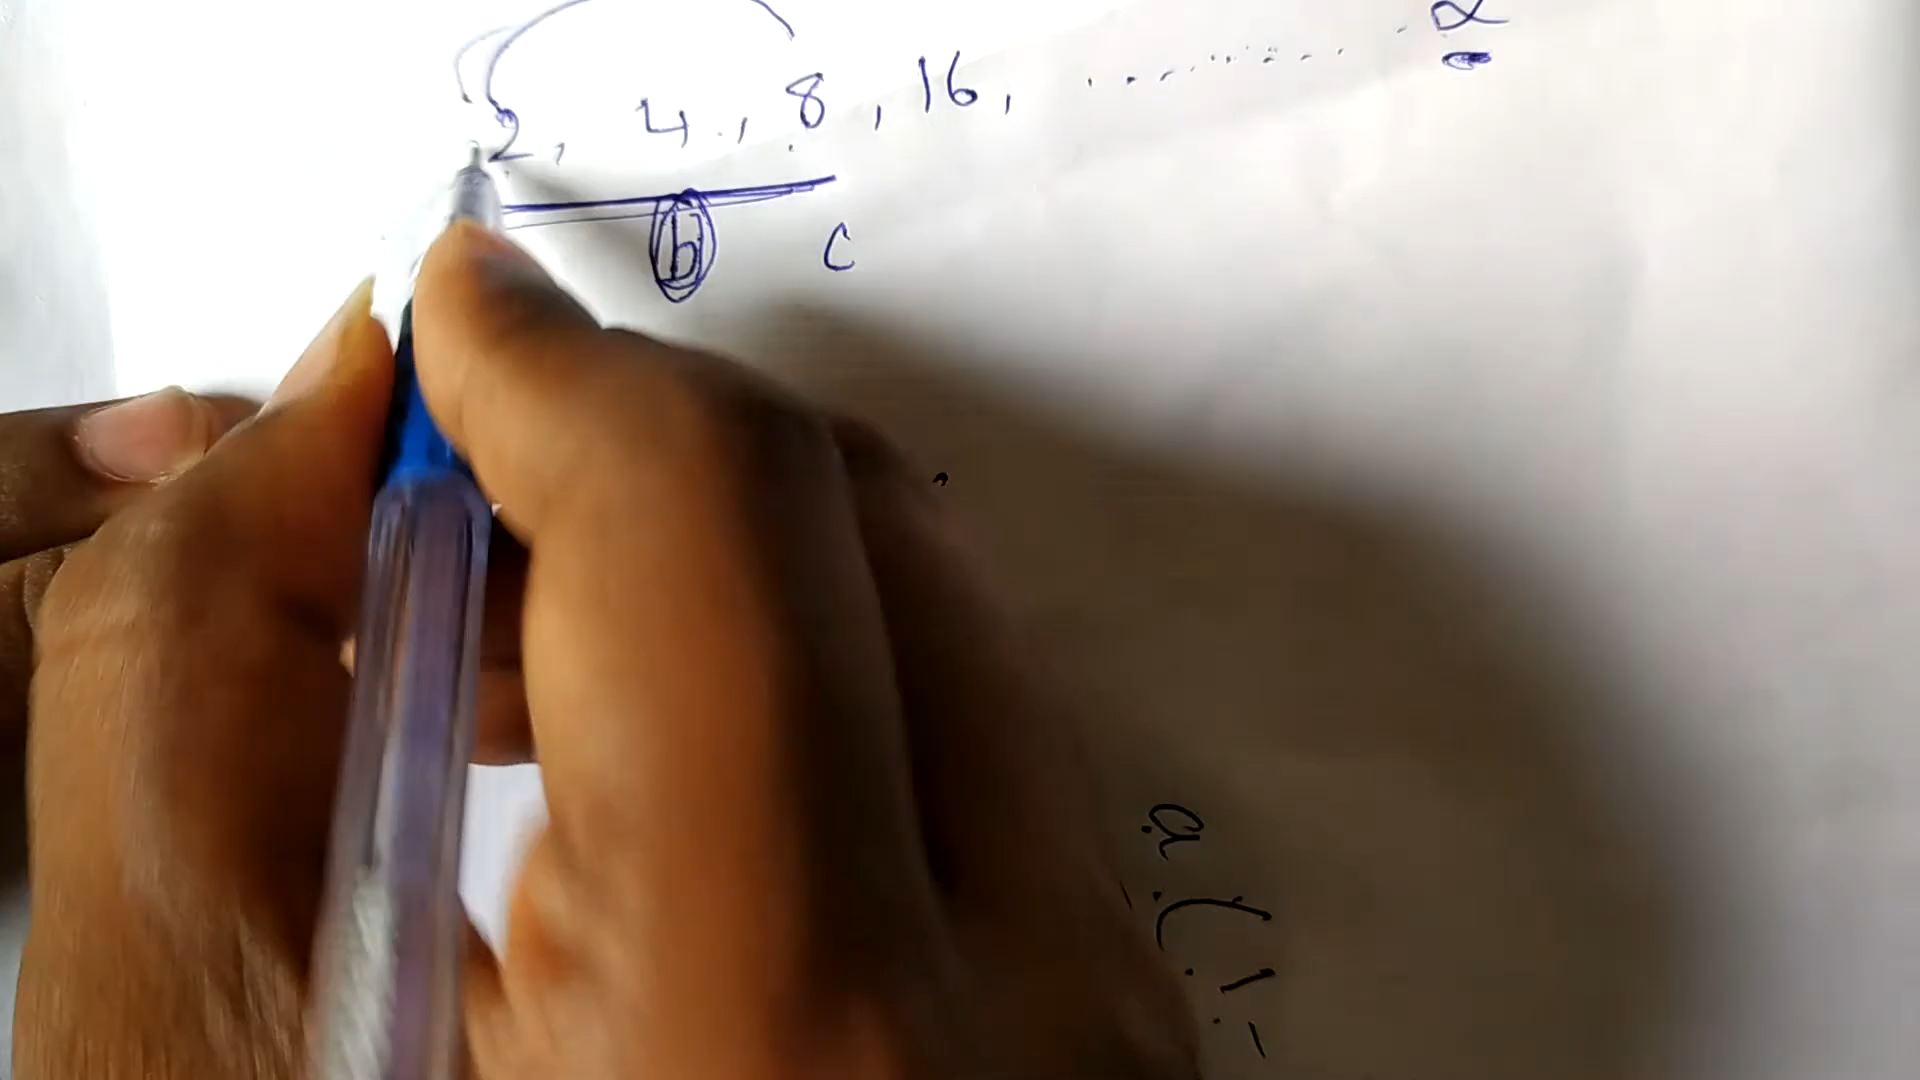 2, 4, 8, 16, ............ α
b c
a (1-